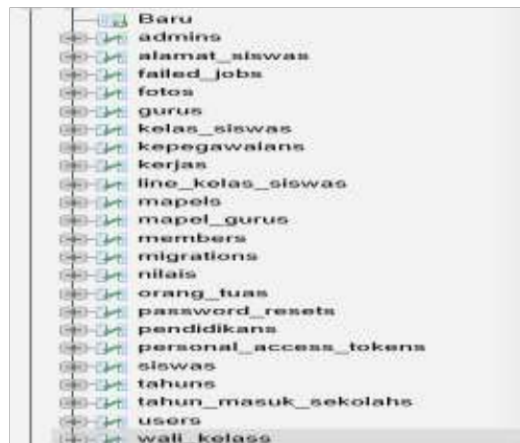 Baru
admins
alamat_siswas
failed_jobs
fotos
gurus
kelas_siswas
kepegawaians
kerjas
line_kelas_siswas
mapels
mapel_gurus
members
migrations
nilais
orang_tuas
password_resets
pendidikans
personal_access_tokens
siswas
tahuns
tahun_masuk_sekolahs
users
wali_kelass